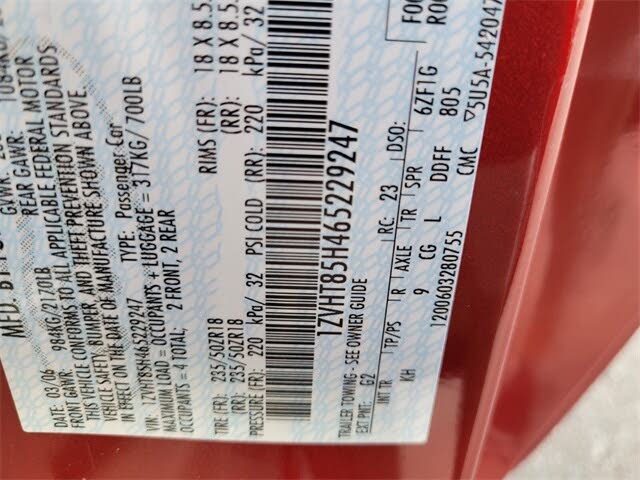 MFD BY
DATE: 03/06 GVWR
FRONT GAWR: 984KG/2170LB REAR GAWR: 
THIS VEHICLE CONFORMS TO ALL APPLICABLE FEDERAL MOTOR
VEHICLE SAFETY, BUMPER, AND THEFT PREVENTION STANDARDS
IN EFFECT ON THE DATE OF MANUFACTURE SHOWN ABOVE.
VIN: 1ZVHT85H465229247 TYPE: Passenger Car
MAXIMUM LOAD = OCCUPANTS + LUGGAGE = 317KG/ 700LB
OCCUPANTS = 4 TOTAL; 2 FRONT, 2 REAR
TIRE (FR): 235/50ZR18 RIMS (FR): 18 X 8.5
(RR): 235/50ZR18 (RR): 18 X 8.5
PRESSURE (FR): 220 kPa/ 32 PSI COLD (RR): 220 kPa/ 32
1ZVHT85H465229247
TRAILER TOWING - SEE OWNER GUIDE
EXT PNT: G2 RC: 23 DSO: FOO
INT TR TP/PS R AXLE TR SPR ROO
KH 9 CG L DDFF 6ZF1G
805
1200603280755 CMC ▽5U5A-542047